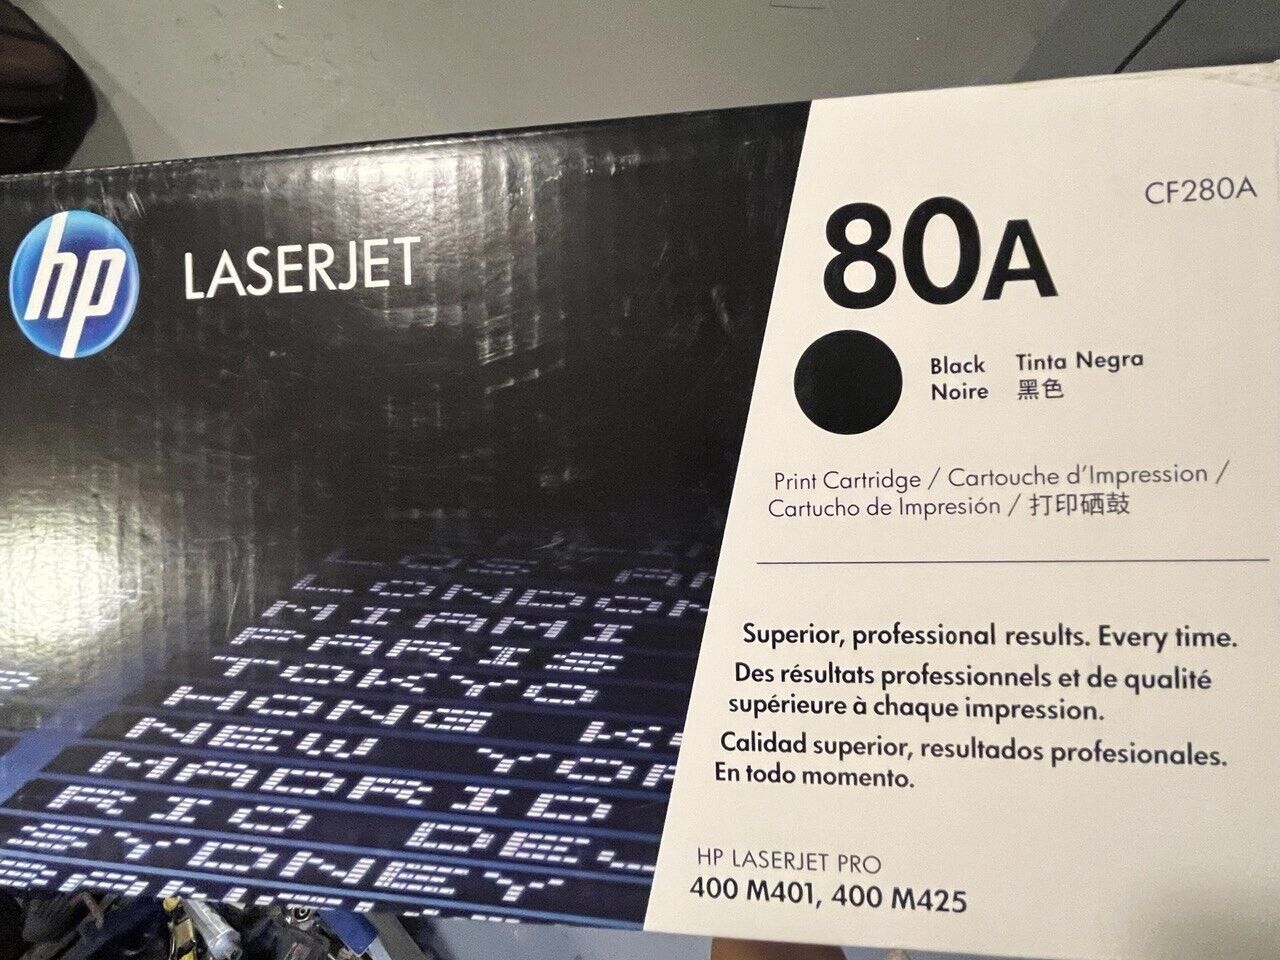 hp
LASERJET
CF280A
80A
Black Tinta Negra
Noire 黑色
Print Cartridge / Cartouche d'Impression /
Cartucho de Impresión / 打印硒鼓
Superior, professional results. Every time.
Des résultats professionnels et de qualité
supérieure à chaque impression.
Calidad superior, resultados profesionales.
En todo momento.
HP LASERJET PRO
400 M401, 400 M425
LONDON
MIAMI
PARIS
TOKYO
HONG K
NEW YOR
MADRID
RIO DE
SYDNEY